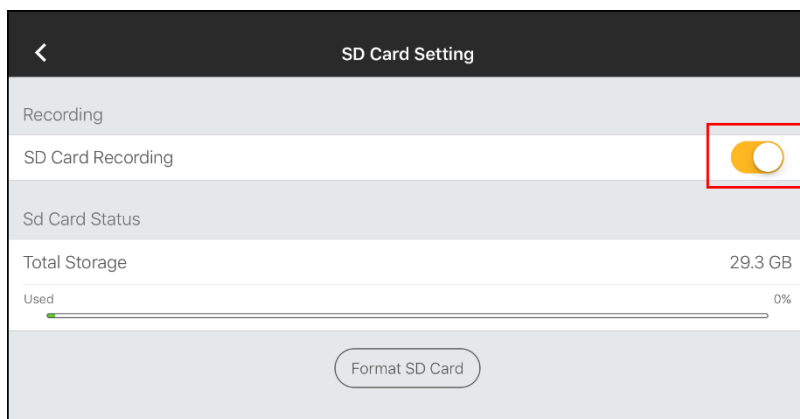 SD Card Setting
Recording
SD Card Recording
Sd Card Status
Total Storage 29.3 GB
Used 0%
Format SD Card